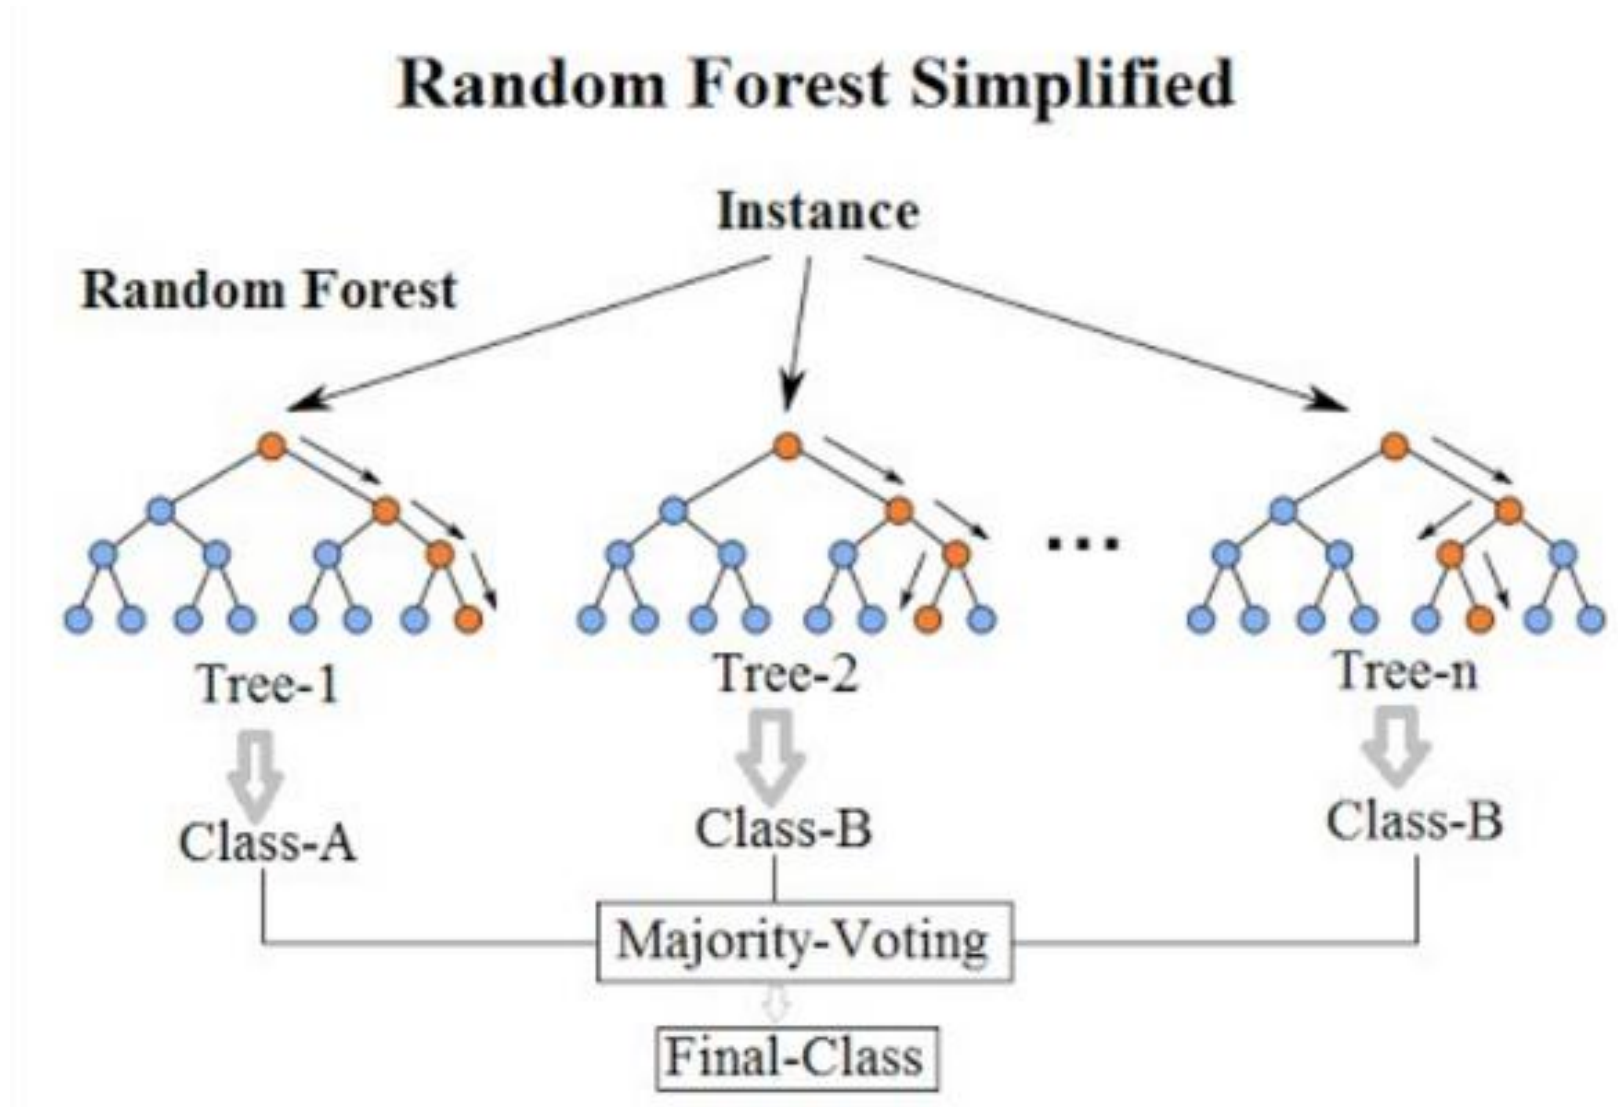 Random Forest Simplified
Instance
Random Forest
...
Tree-1
Tree-2
Tree-n
Class-A
Class-B
Class-B
Majority-Voting
Final-Class